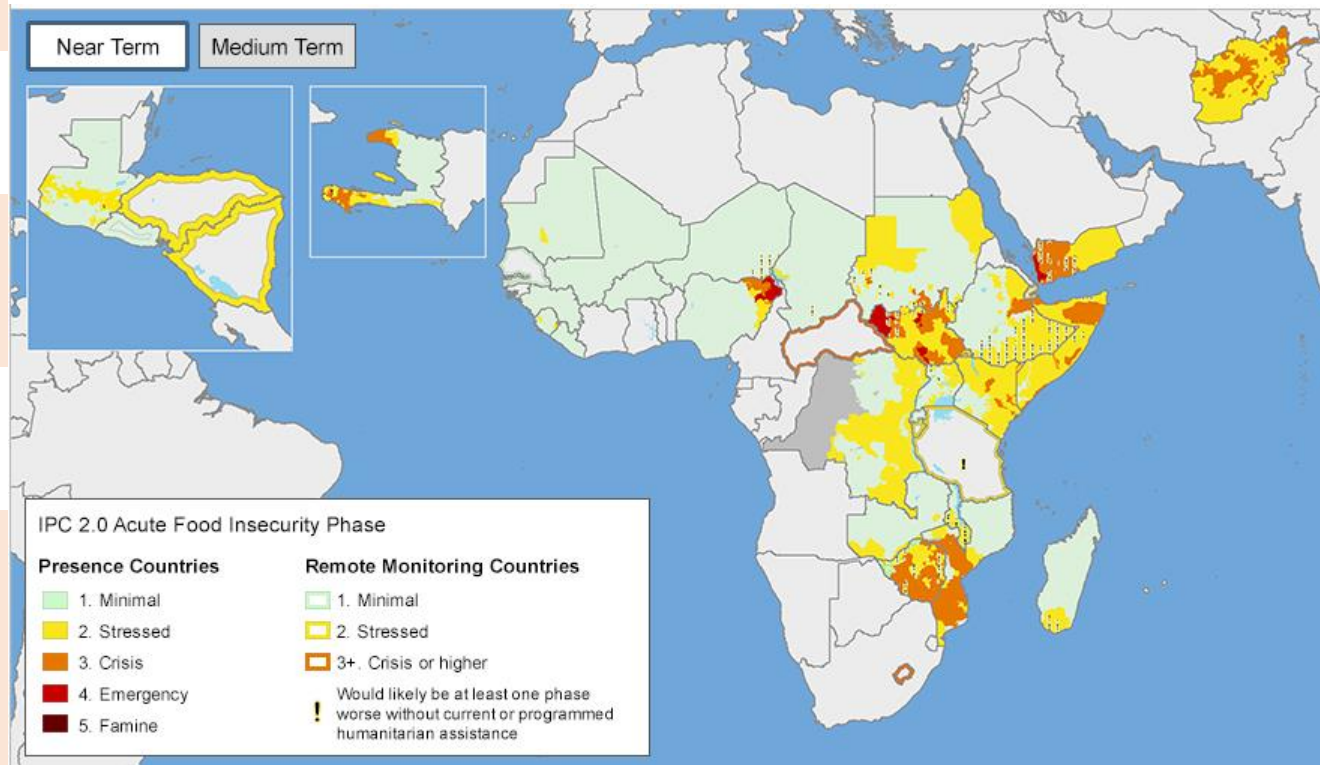 Near Term
Medium Term
IPC 2.0 Acute Food Insecurity Phase
Presence Countries
1. Minimal
2. Stressed
3. Crisis
4. Emergency
5. Famine
Remote Monitoring Countries
1. Minimal
2. Stressed
3+. Crisis or higher
! Would likely be at least one phase
worse without current or programmed
humanitarian assistance